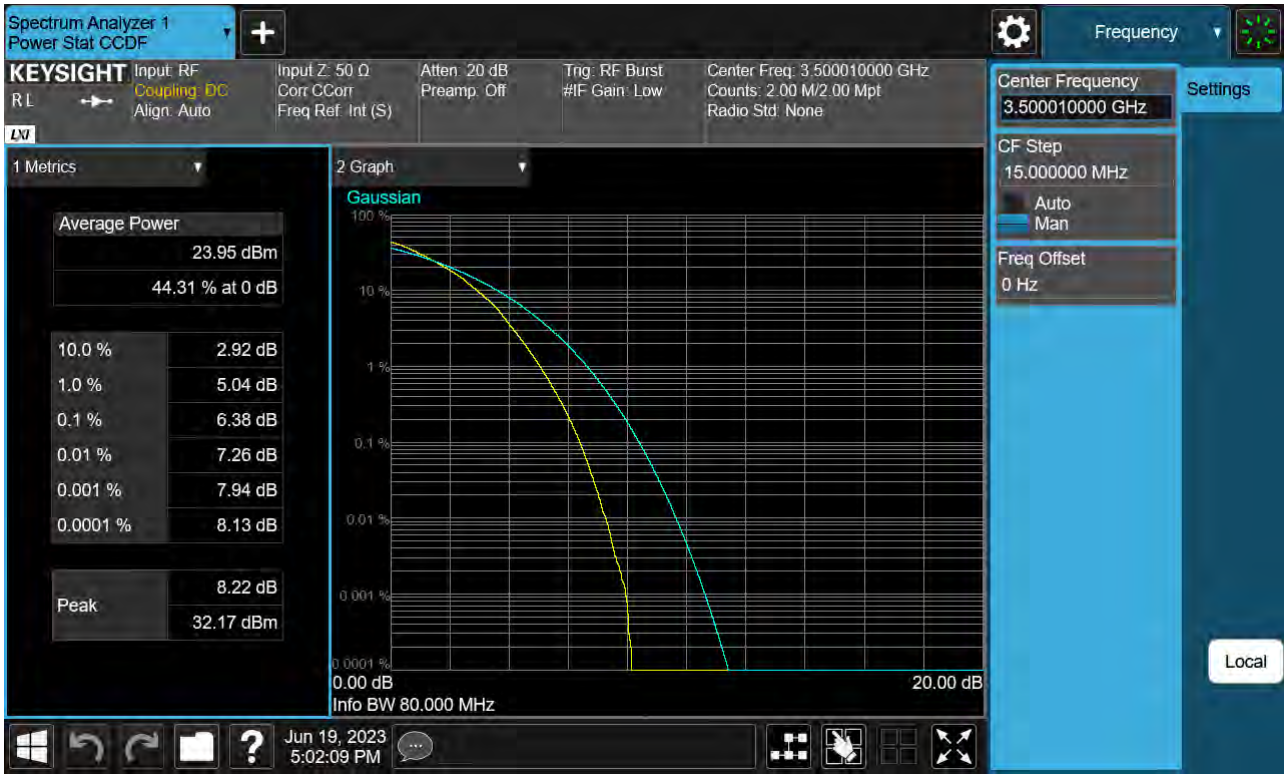 Spectrum Analyzer 1
Power Stat CCDF
+
Frequency
KEYSIGHT
RL
LXI
Input: RF
Coupling: DC
Align: Auto
Input Z: 50 Ω
Corr CCorr
Freq Ref: Int (S)
Atten: 20 dB
Preamp: Off
Trig: RF Burst
#IF Gain: Low
Center Freq: 3.500010000 GHz
Counts: 2.00 M/2.00 Mpt
Radio Std: None
Center Frequency
3.500010000 GHz
Settings
CF Step
15.000000 MHz
Auto
Man
Freq Offset
0 Hz
1 Metrics
Average Power
23.95 dBm
44.31 % at 0 dB
10.0 % 2.92 dB
1.0 % 5.04 dB
0.1 % 6.38 dB
0.01 % 7.26 dB
0.001 % 7.94 dB
0.0001 % 8.13 dB
Peak
8.22 dB
32.17 dBm
2 Graph
Gaussian
100 %
10 %
1 %
0.1 %
0.01 %
0.001 %
0.0001 %
0.00 dB 20.00 dB
Info BW 80.000 MHz
Local
?
Jun 19, 2023
5:02:09 PM